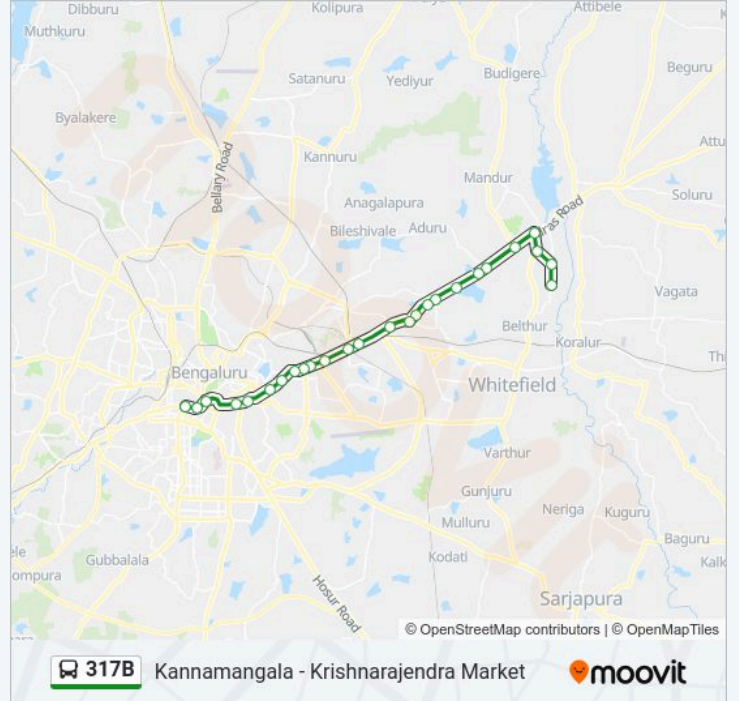 Dibburu
Kolipura
Attibele
Muthkuru
Satanuru
Yediyur
Budigere
Beguru
Byalakere
Attu
Kannuru
Bellary Road
Mandur
Soluru
Anagalapura
Bileshivale
Aduru
ras Road
Vagata
Belthur
Koralur
Thi
Bengaluru
Whitefield
Varthur
Gunjuru
Neriga
Kuguru
Mulluru
Baguru
ele
Gubbalala
Kodati
Kalk
ompura
Hosur Road
Sarjapura
© OpenStreetMap contributors | © OpenMapTiles
317B Kannamangala - Krishnarajendra Market moovit